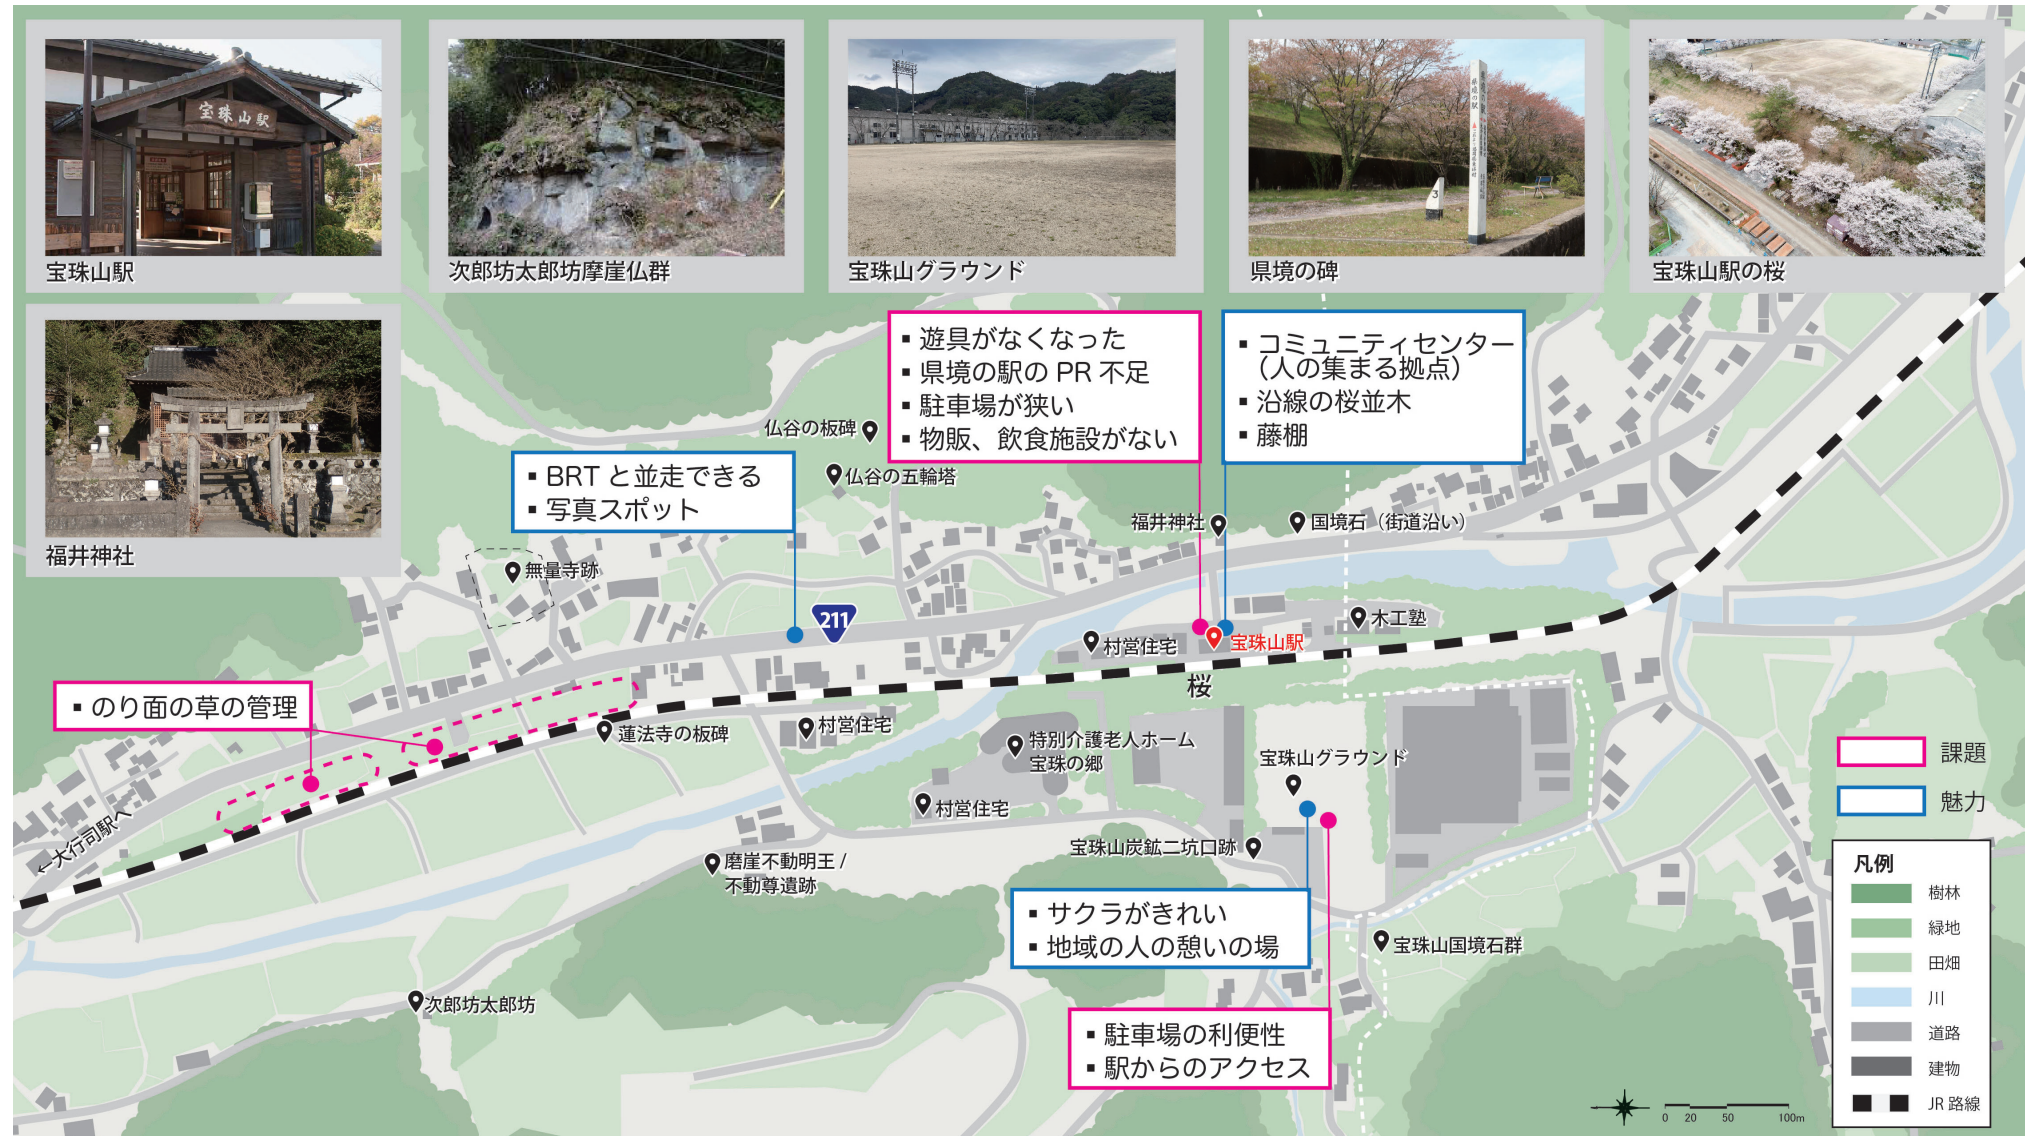 宝珠山駅
宝珠山駅
次郎坊太郎坊摩崖仏群
宝珠山グラウンド
3
県境の碑
宝珠山駅の桜
福井神社
▪ 遊具がなくなった
▪ 県境の駅の PR 不足
▪ 駐車場が狭い
▪ 物販、飲食施設がない
▪ コミュニティセンター
(人の集まる拠点)
▪ 沿線の桜並木
▪ 藤棚
▪ BRT と並走できる
▪ 写真スポット
仏谷の板碑
仏谷の五輪塔
福井神社
国境石（街道沿い）
無量寺跡
211
村営住宅
宝珠山駅
木工塾
桜
▪ のり面の草の管理
蓮法寺の板碑
村営住宅
特別介護老人ホーム
宝珠の郷
村営住宅
宝珠山グラウンド
宝珠山炭鉱二坑口跡
←大行司駅へ
磨崖不動明王 /
不動尊遺跡
▪ サクラがきれい
▪ 地域の人の憩いの場
宝珠山国境石群
次郎坊太郎坊
▪ 駐車場の利便性
▪ 駅からのアクセス
課題
魅力
凡例
樹林
緑地
田畑
川
道路
建物
JR 路線
0 20 50 100m